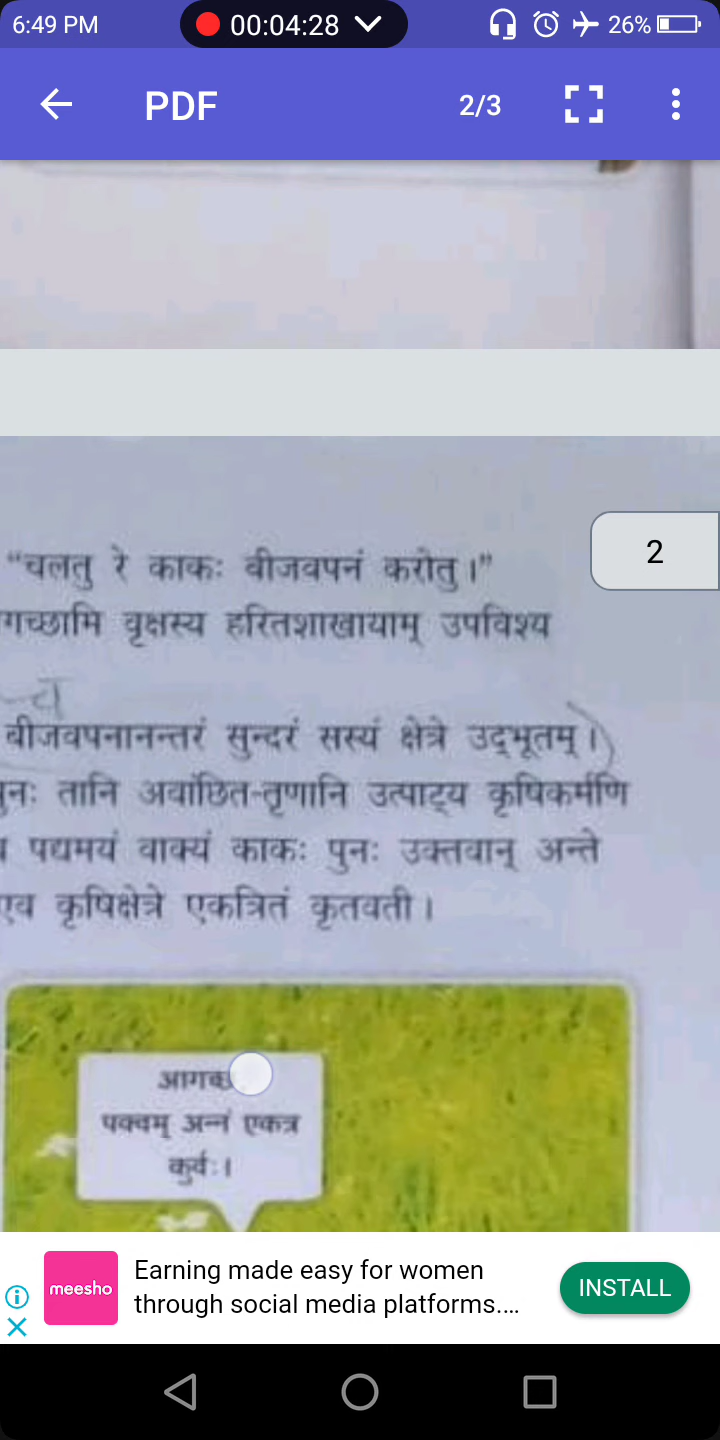 6:49 PM
00:04:28
26%
PDF
2/3
2
“चलतु रे काकः बीजवपनं करोतु।”
गच्छामि वृक्षस्य हरितशाखायाम् उपविश्य
बीजवपनानन्तरं सुन्दरं सस्यं क्षेत्रे उद्भूतम्।
पुनः तानि अवांछित-तृणानि उत्पाट्य कृषिकर्मणि
पद्यमयं वाक्यं काकः पुनः उक्तवान् अन्ते
एव कृषिक्षेत्रे एकत्रितं कृतवती।
पक्वम् अन्नं एकत्र
कुर्वः।
meesho
Earning made easy for women
through social media platforms....
INSTALL